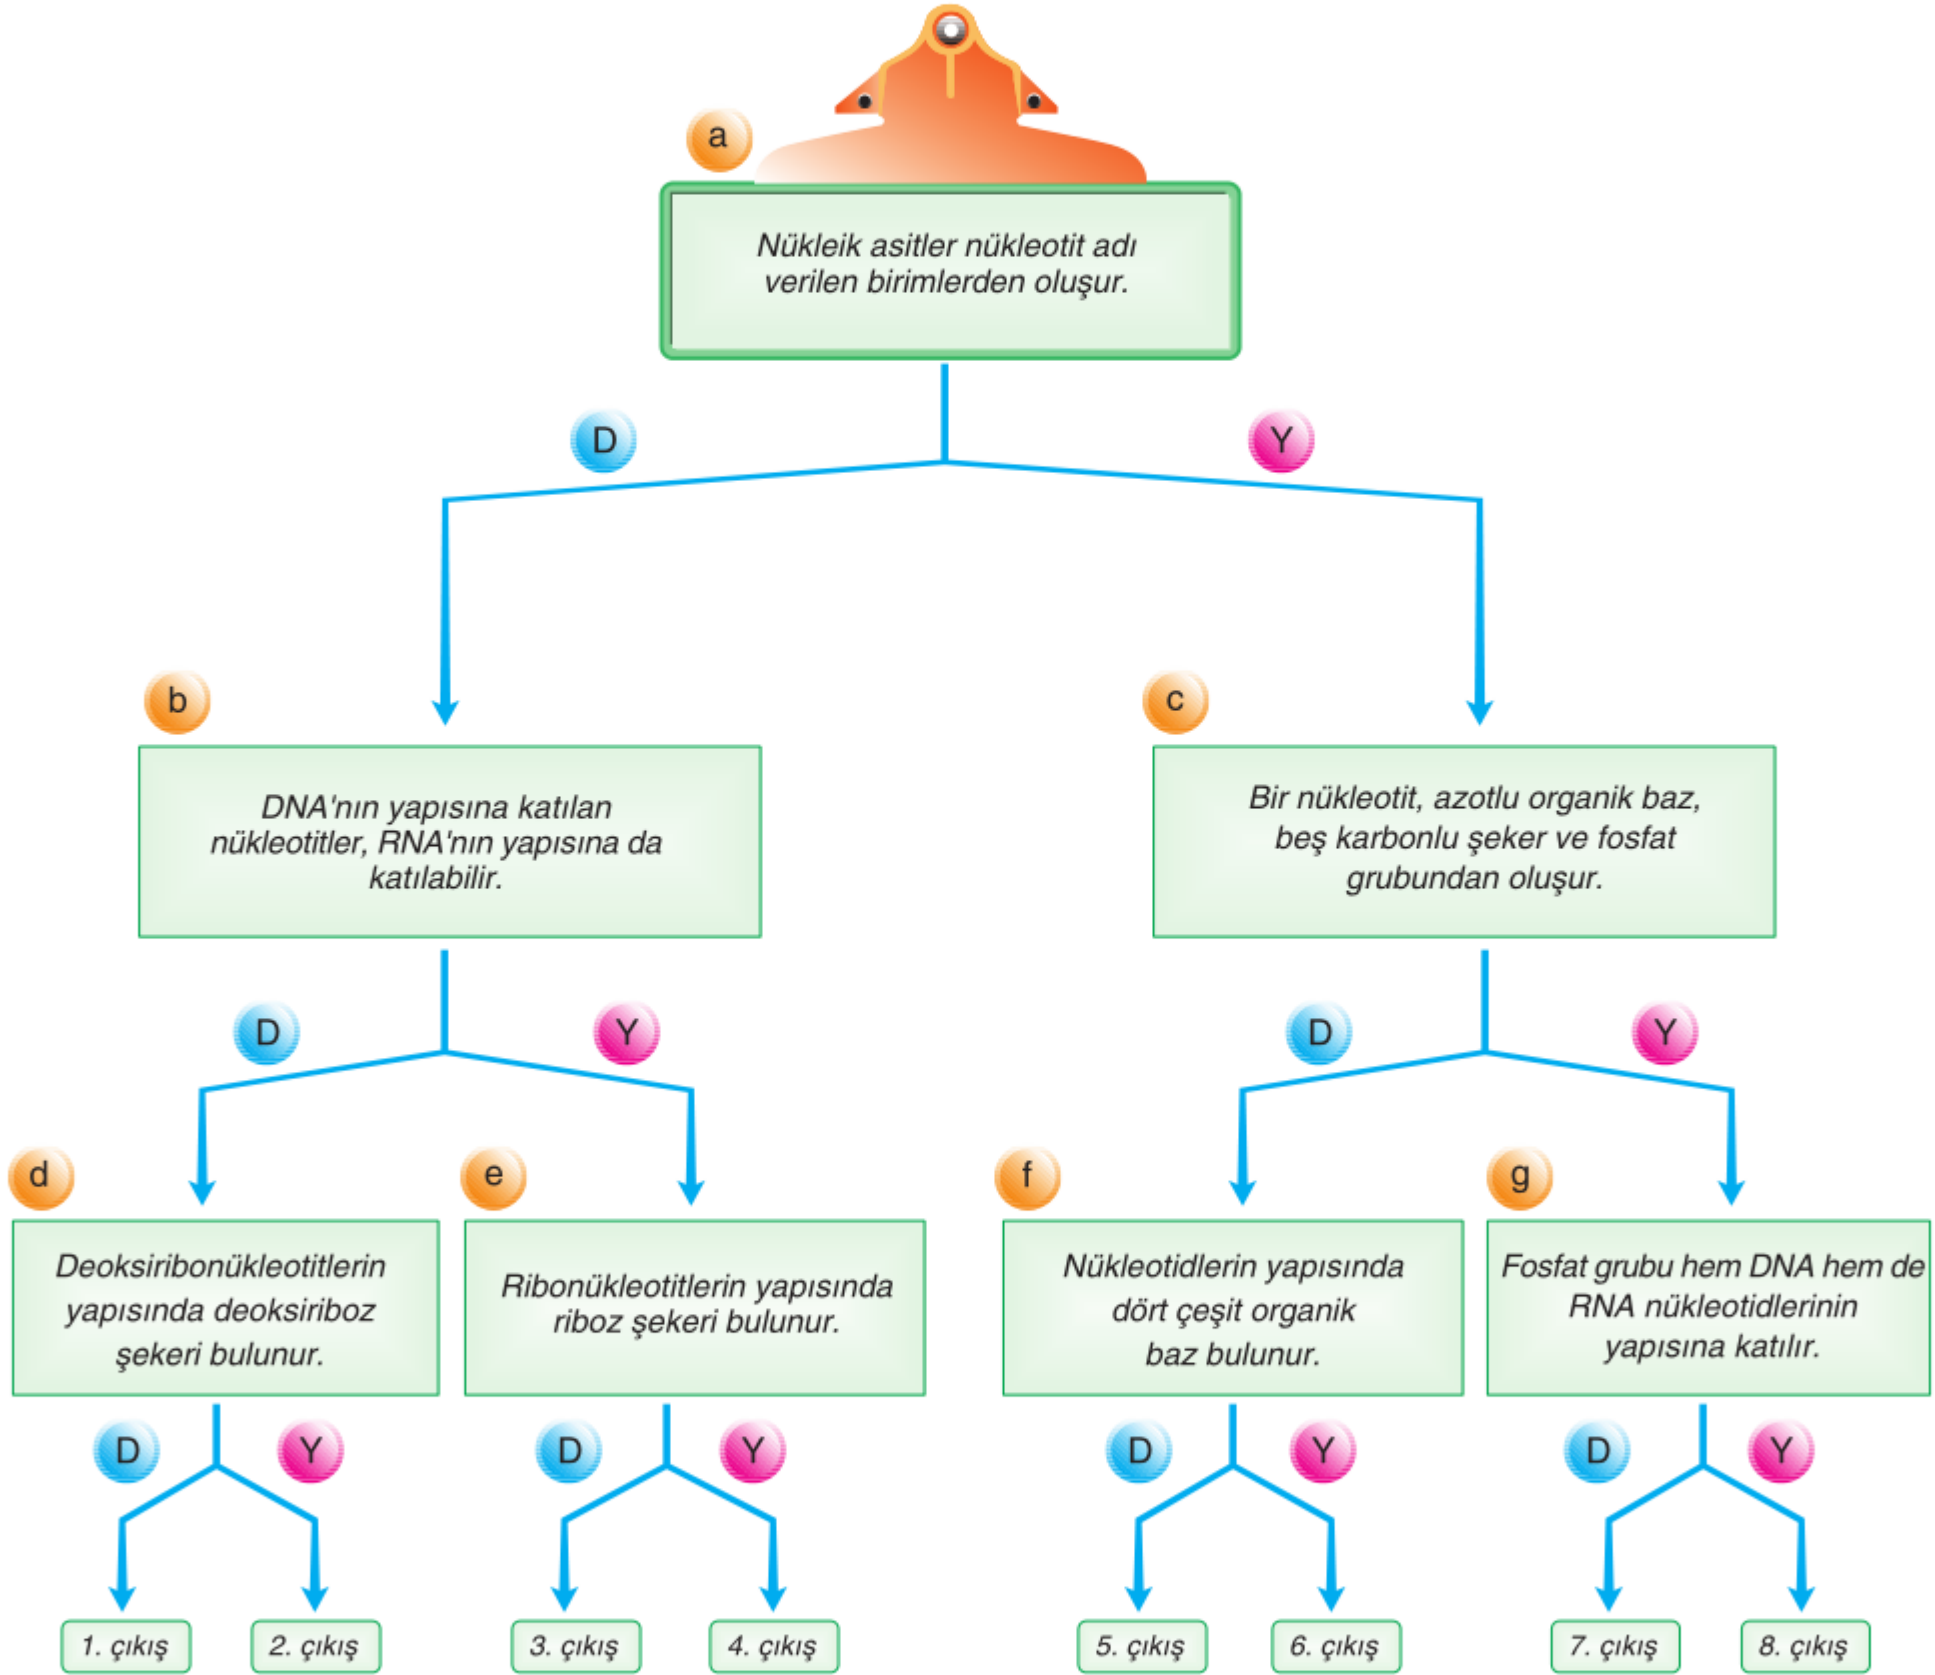 a
Nükleik asitler nükleotit adı
verilen birimlerden oluşur.
D
Y
b
DNA'nın yapısına katılan
nükleotitler, RNA'nın yapısına da
katılabilir.
c
Bir nükleotit, azotlu organik baz,
beş karbonlu şeker ve fosfat
grubundan oluşur.
D
Y
D
Y
d
Deoksiribonükleotitlerin
yapısında deoksiriboz
şekeri bulunur.
e
Ribonükleotitlerin yapısında
riboz şekeri bulunur.
f
Nükleotidlerin yapısında
dört çeşit organik
baz bulunur.
g
Fosfat grubu hem DNA hem de
RNA nükleotidlerinin
yapısına katılır.
D
Y
D
Y
D
Y
D
Y
1. çıkış
2. çıkış
3. çıkış
4. çıkış
5. çıkış
6. çıkış
7. çıkış
8. çıkış